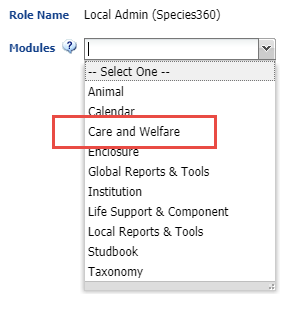 Role Name Local Admin (Species360)
Modules ?
-- Select One --
Animal
Calendar
Care and Welfare
Enclosure
Global Reports & Tools
Institution
Life Support & Component
Local Reports & Tools
Studbook
Taxonomy